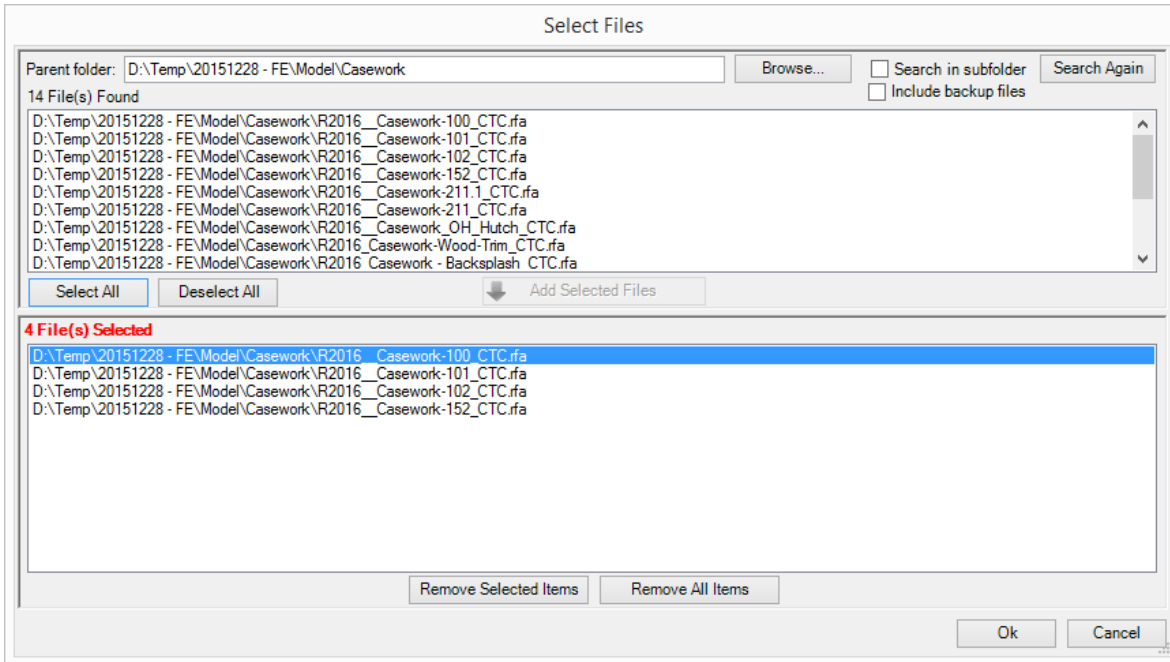 Select Files
Parent folder: D:\Temp\20151228 - FE\Model\Casework Browse... Search in subfolder Search Again
14 File(s) Found Include backup files
D:\Temp\20151228 - FE\Model\Casework\R2016__Casework-100_CTC.rfa
D:\Temp\20151228 - FE\Model\Casework\R2016__Casework-101_CTC.rfa
D:\Temp\20151228 - FE\Model\Casework\R2016__Casework-102_CTC.rfa
D:\Temp\20151228 - FE\Model\Casework\R2016__Casework-152_CTC.rfa
D:\Temp\20151228 - FE\Model\Casework\R2016__Casework-211.1_CTC.rfa
D:\Temp\20151228 - FE\Model\Casework\R2016__Casework-211_CTC.rfa
D:\Temp\20151228 - FE\Model\Casework\R2016__Casework_OH_Hutch_CTC.rfa
D:\Temp\20151228 - FE\Model\Casework\R2016_Casework-Wood-Trim_CTC.rfa
D:\Temp\20151228 - FE\Model\Casework\R2016_Casework - Backsplash_CTC.rfa
Select All Deselect All Add Selected Files
4 File(s) Selected
D:\Temp\20151228 - FE\Model\Casework\R2016__Casework-100_CTC.rfa
D:\Temp\20151228 - FE\Model\Casework\R2016__Casework-101_CTC.rfa
D:\Temp\20151228 - FE\Model\Casework\R2016__Casework-102_CTC.rfa
D:\Temp\20151228 - FE\Model\Casework\R2016__Casework-152_CTC.rfa
Remove Selected Items Remove All Items
Ok Cancel